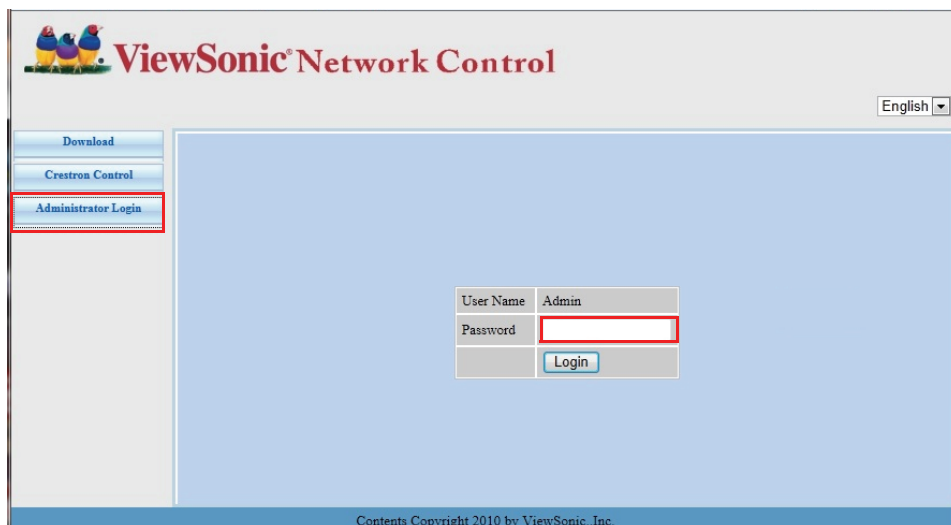 ViewSonic® Network Control
English
Download
Crestron Control
Administrator Login
User Name Admin
Password
Login
Contents Copyright 2010 by ViewSonic, Inc.